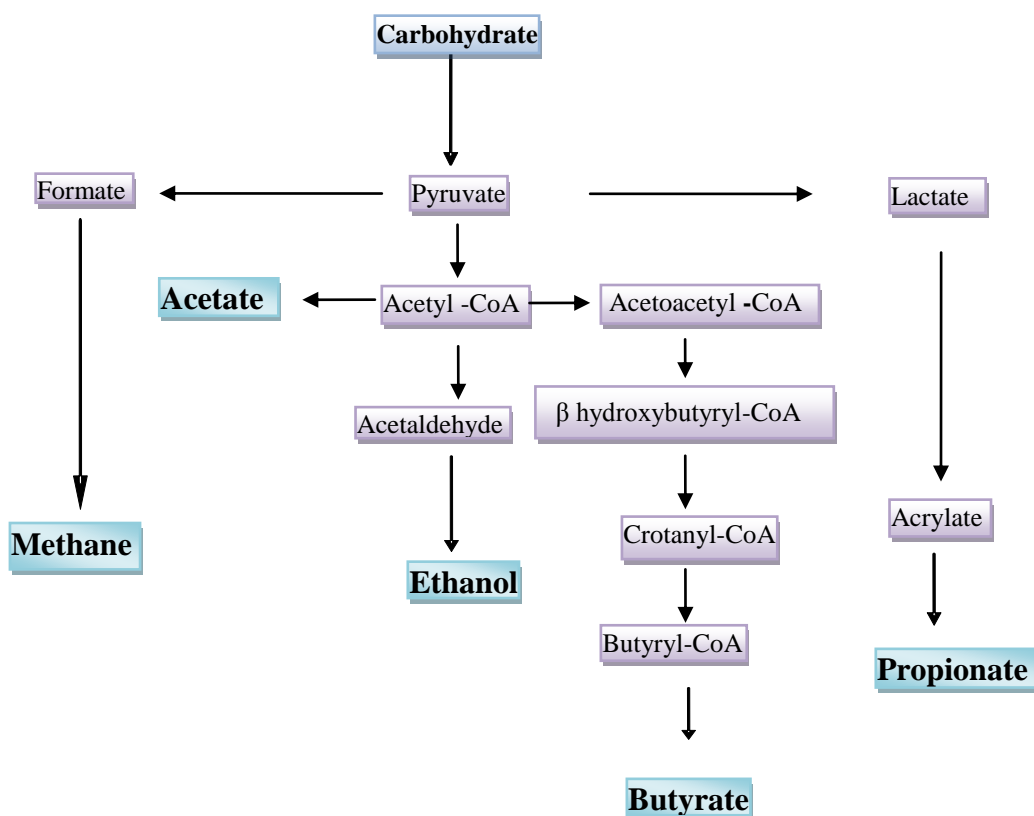 Carbohydrate
Formate
Pyruvate
Lactate
Acetate
Acetyl -CoA
Acetoacetyl -CoA
Acetaldehyde
β hydroxybutyryl-CoA
Methane
Crotanyl-CoA
Acrylate
Ethanol
Butyryl-CoA
Propionate
Butyrate